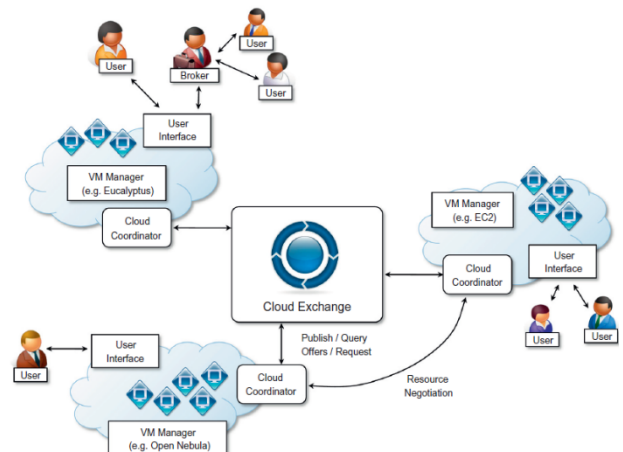 User
Broker
User
User
User
Interface
VM Manager
(e.g. Eucalyptus)
Cloud
Coordinator
Cloud Exchange
VM Manager
(e.g. EC2)
User
Interface
Cloud
Coordinator
User
User
Publish / Query
Offers / Request
User
Interface
User
Cloud
Coordinator
Resource
Negotiation
VM Manager
(e.g. Open Nebula)